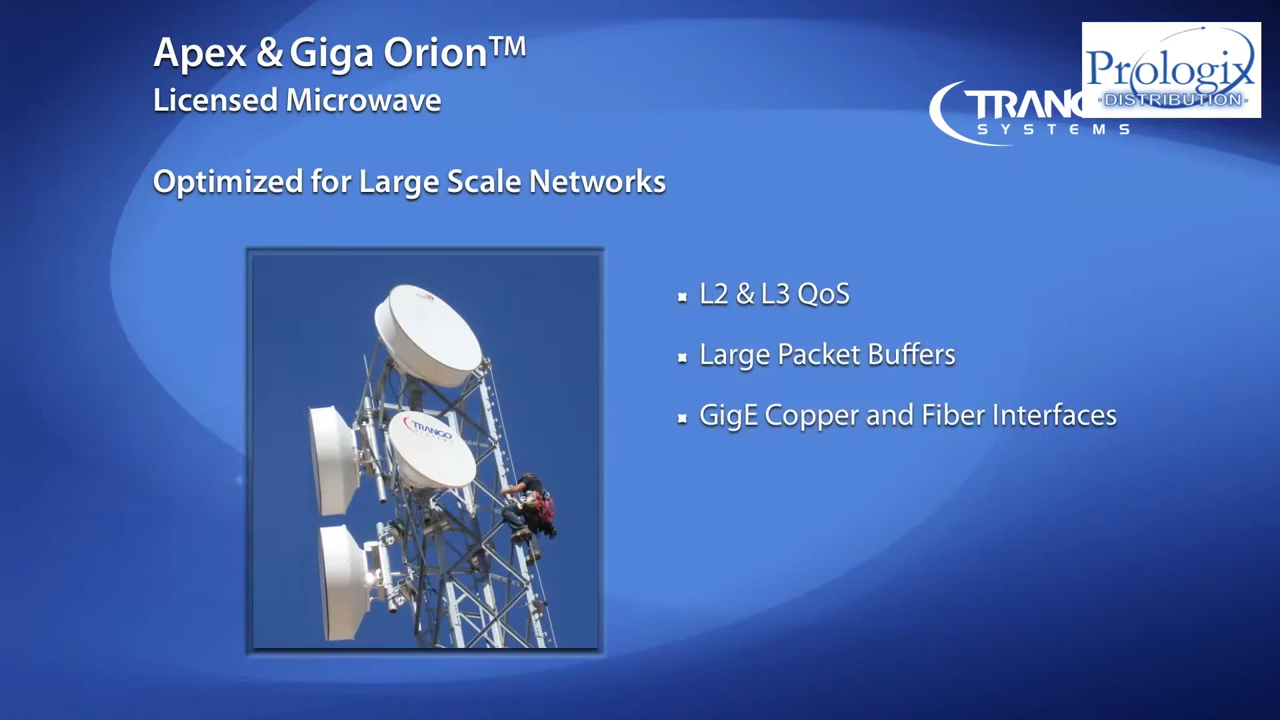 Apex & Giga Orion™
Licensed Microwave
Optimized for Large Scale Networks
Prologix
-DISTRIBUTION-
SYSTEMS
TRANGO
L2 & L3 QoS
Large Packet Buffers
GigE Copper and Fiber Interfaces